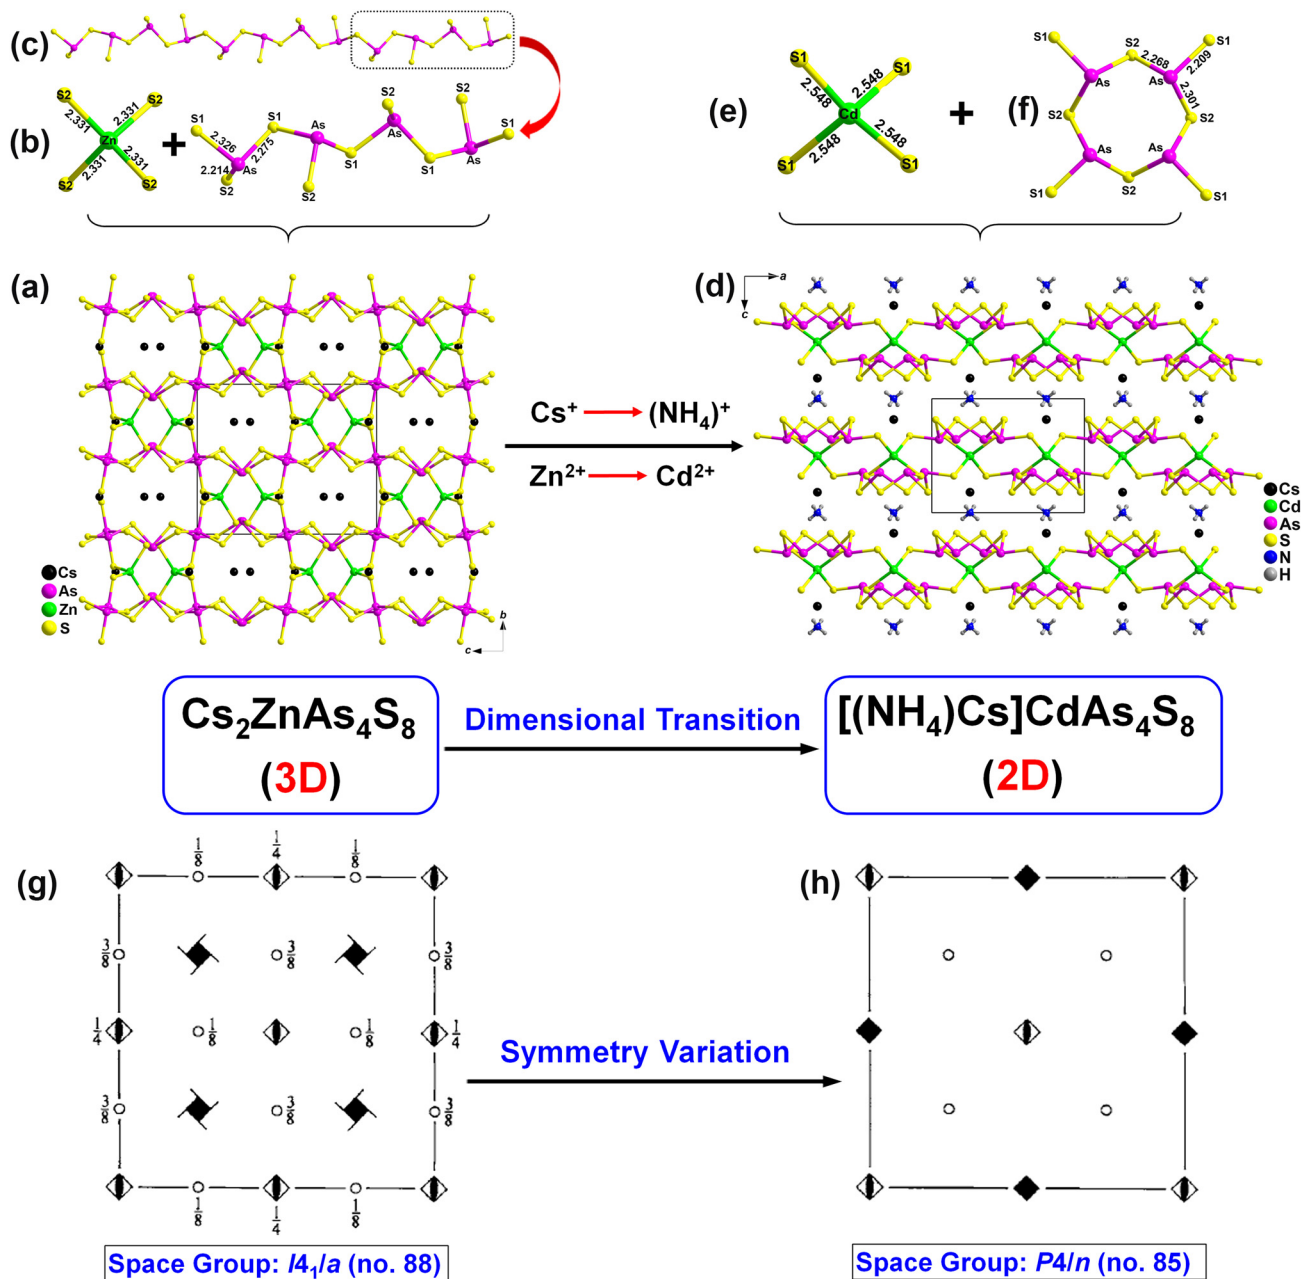 (c)
(b)
S2
S2
2.331
2.331
Zn
2.331
2.331
S2
S2
+
S1
2.326
S1
2.275
2.214
As
S2
As
S2
S1
S2
As
S1
S2
As
S1
(e)
S1
S1
2.548
2.548
Cd
2.548
2.548
S1
S1
+
(f)
S1
S2
S1
2.268
2.209
As
As
2.301
S2
S2
As
As
S1
S2
S1
(a)
b
c
Cs
As
Zn
S
Cs⁺ (NH₄)⁺
Zn²⁺ Cd²⁺
(d)
a
c
Cs
Cd
As
S
N
H
Cs₂ZnAs₄S₈
(3D)
Dimensional Transition
[(NH₄)Cs]CdAs₄S₈
(2D)
(g)
1/8 1/4 1/8
3/8 3/8 3/8
1/4 1/8 1/8 1/4
3/8 3/8 3/8
1/8 1/4 1/8
Space Group: I4₁/a (no. 88)
Symmetry Variation
(h)
Space Group: P4/n (no. 85)